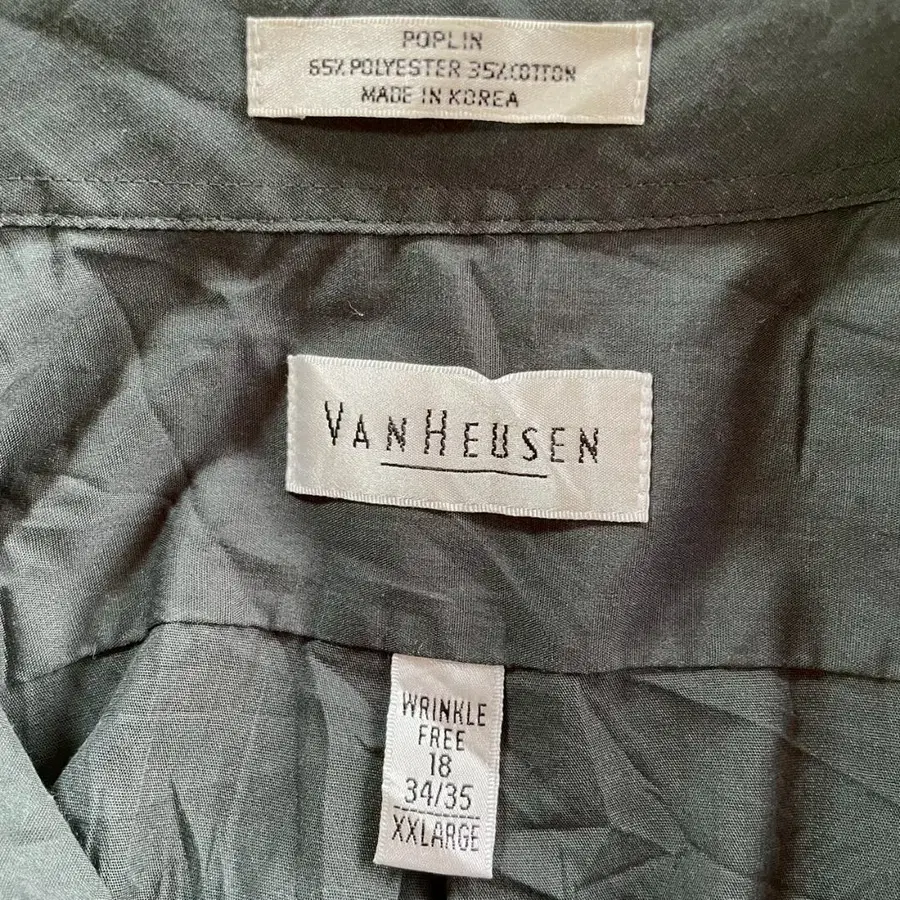 POPLIN
65% POLYESTER 35% COTTON
MADE IN KOREA
VAN HEUSEN
WRINKLE
FREE
18
34/35
XXLARGE